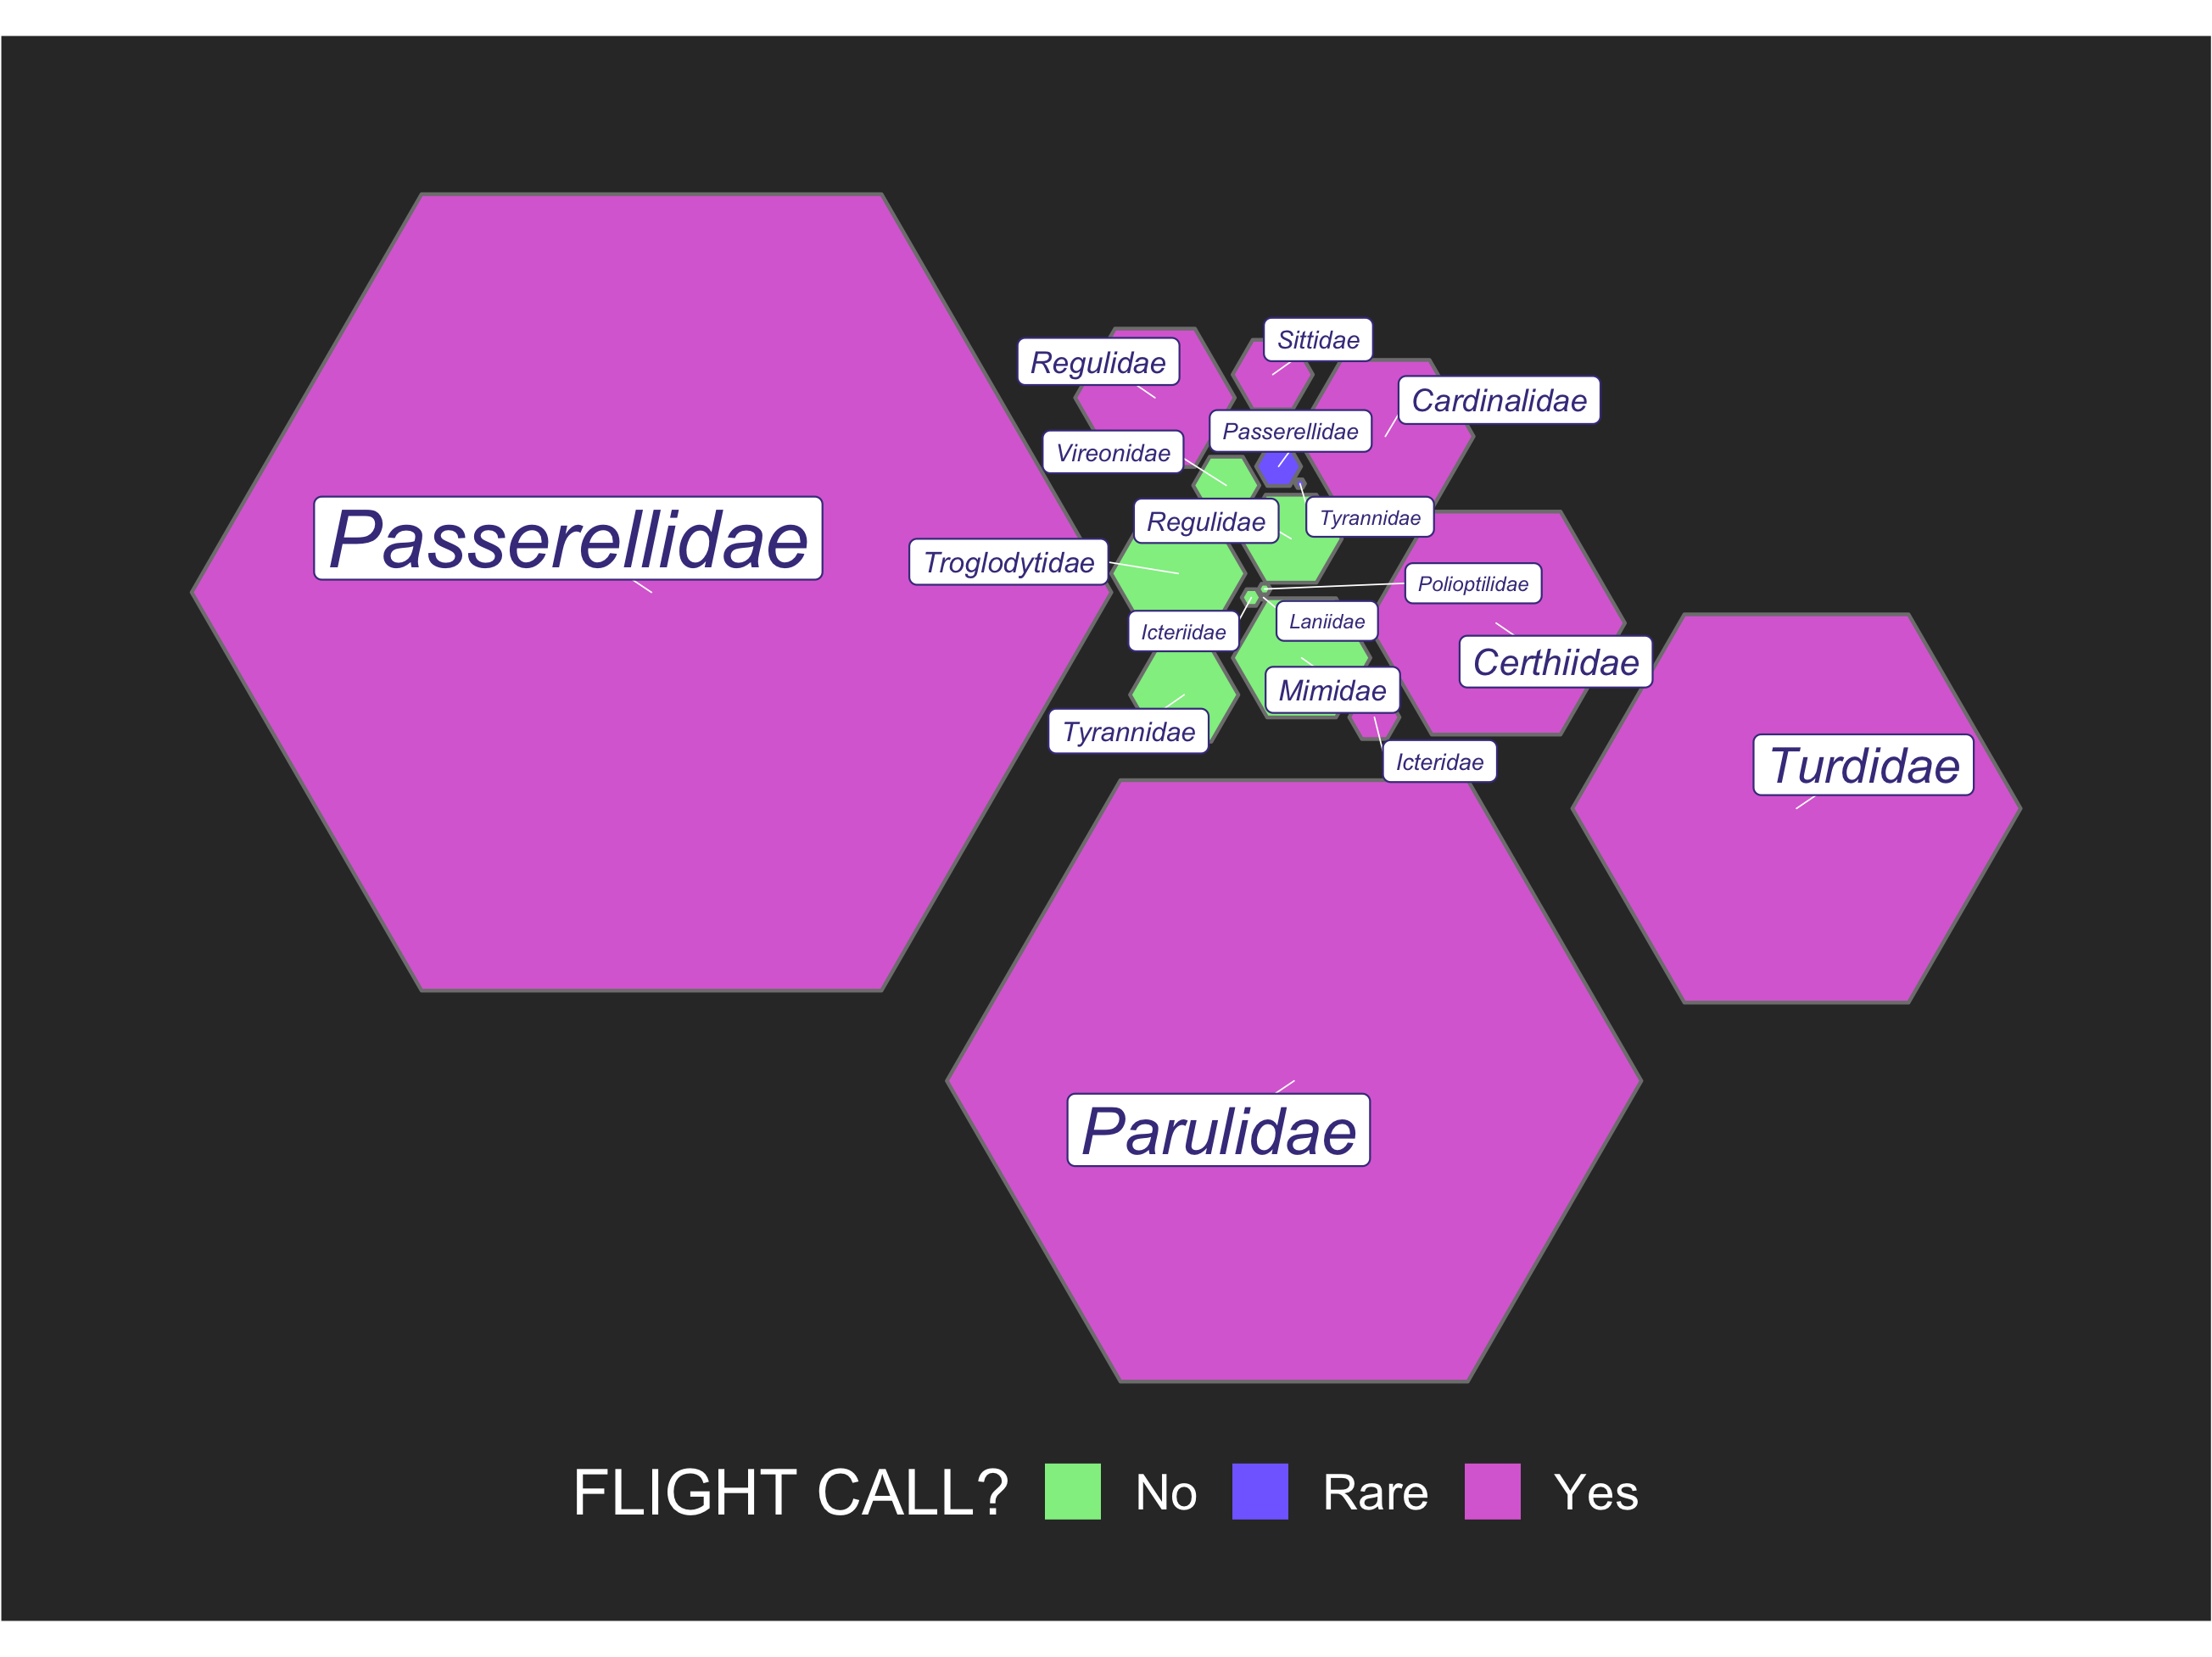 Sittidae
Regulidae
Cardinalidae
Passerellidae
Vireonidae
Passerellidae
Regulidae
Tyrannidae
Troglodytidae
Polioptilidae
Icteriidae
Laniidae
Certhiidae
Mimidae
Tyrannidae
Icteridae
Turdidae
Parulidae
FLIGHT CALL? No Rare Yes